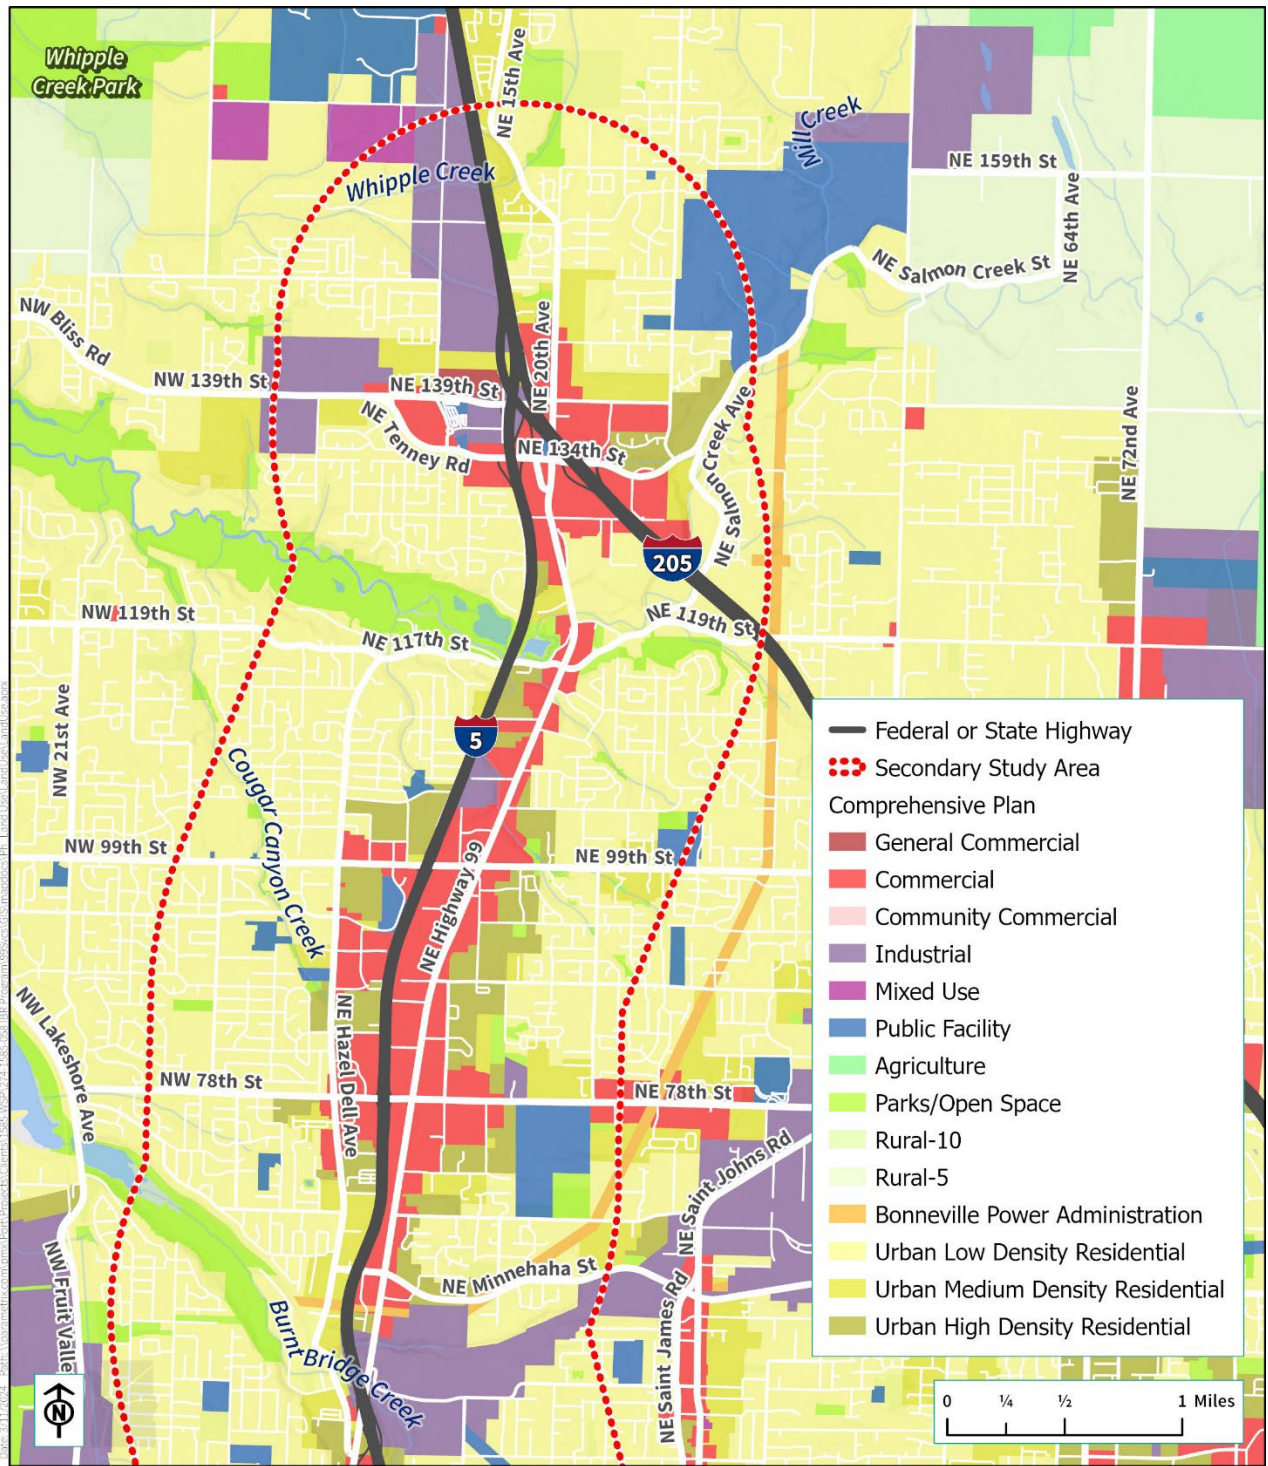 Whipple
Creek Park
NE 15th Ave
Mill Creek
Whipple Creek
NE 159th St
NE 64th Ave
NE Salmon Creek St
NW Bliss Rd
NE 20th Ave
NW 139th St
NE 139th St
NE Tenney Rd
NE 134th St
NE Salmon Creek Ave
NE 72nd Ave
205
NW 119th St
NE 117th St
NE 119th St
NW 21st Ave
5
Cougar Canyon Creek
NW 99th St
NE 99th St
NE Highway 99
NE Hazel Dell Ave
NW Lakeshore Ave
NW 78th St
NE 78th St
NE Saint Johns Rd
NE Minnehaha St
NE Saint James Rd
NW Fruit Valle
Burnt Bridge Creek
Federal or State Highway
Secondary Study Area
Comprehensive Plan
General Commercial
Commercial
Community Commercial
Industrial
Mixed Use
Public Facility
Agriculture
Parks/Open Space
Rural-10
Rural-5
Bonneville Power Administration
Urban Low Density Residential
Urban Medium Density Residential
Urban High Density Residential
N
0 ¼ ½ 1 Miles